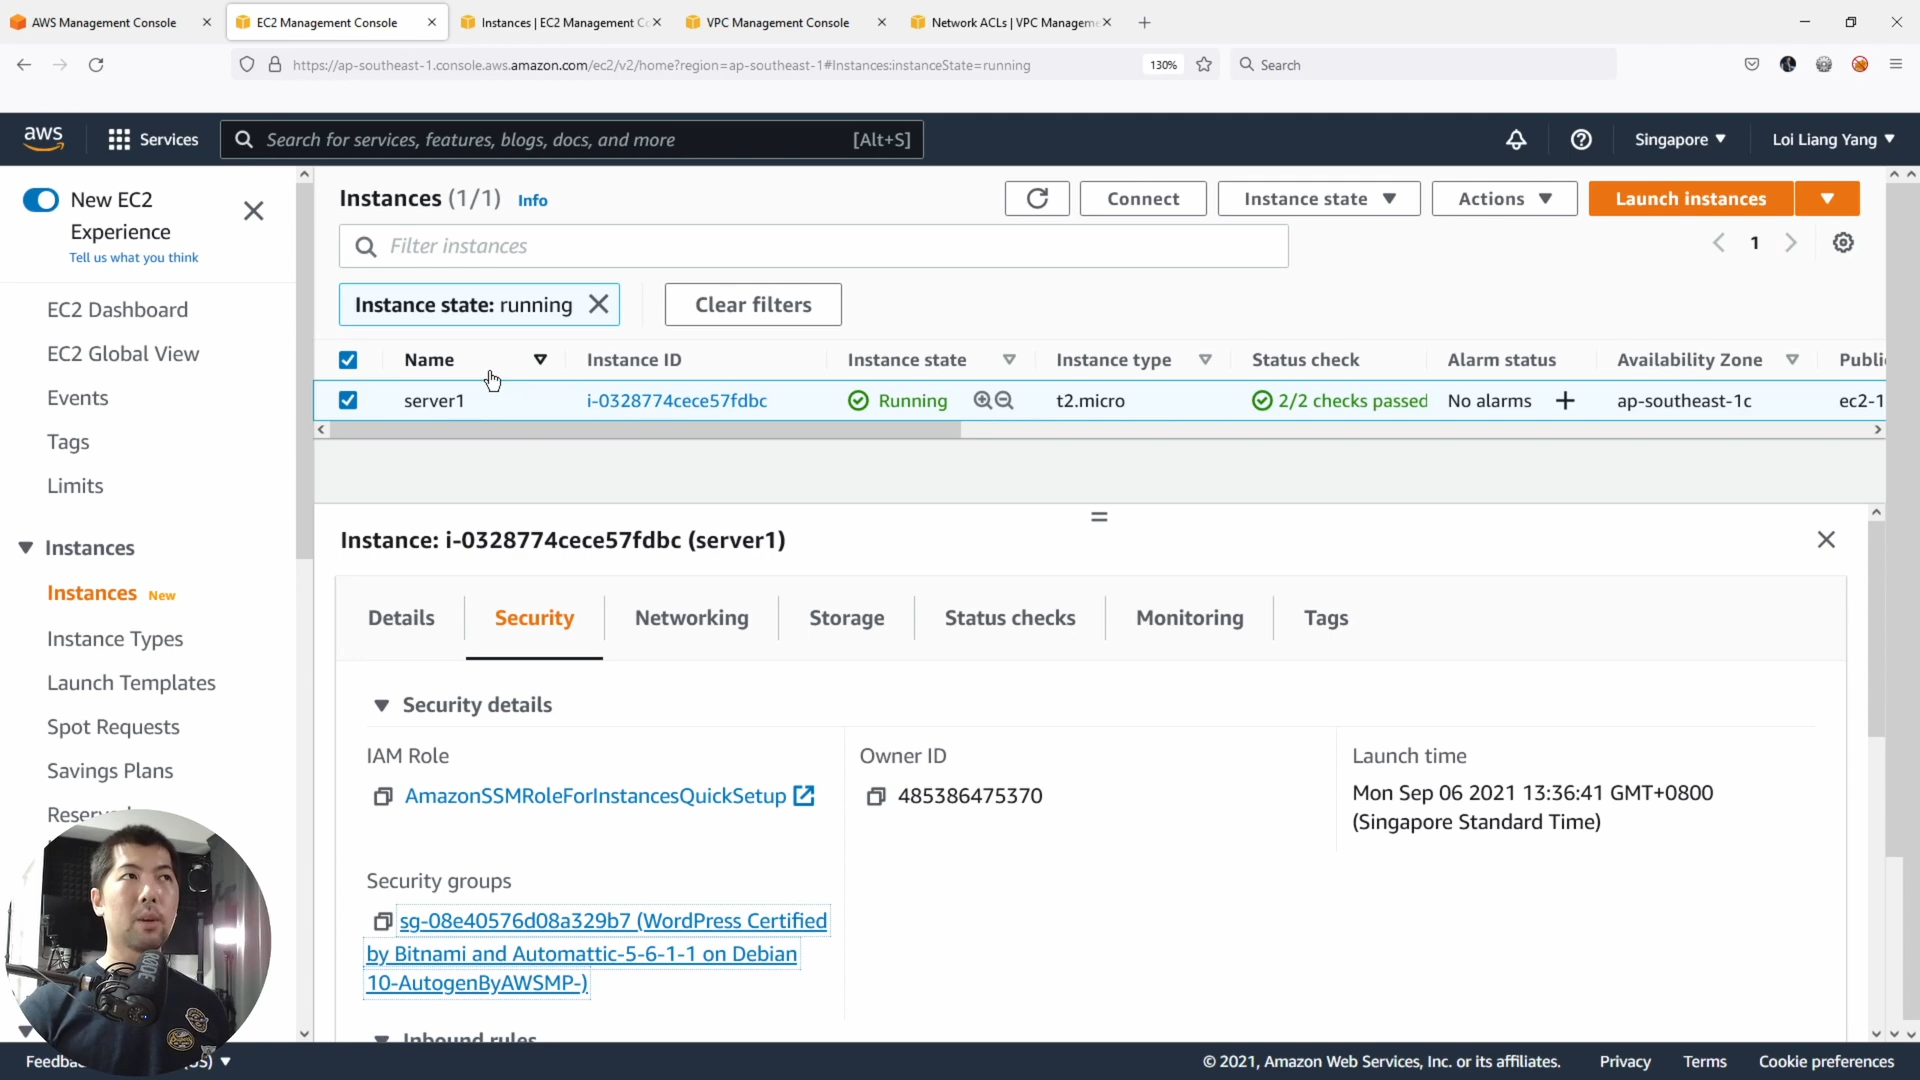 AWS Management Console
EC2 Management Console
Instances | EC2 Management Co
VPC Management Console
Network ACLs | VPC Manageme
https://ap-southeast-1.console.aws.amazon.com/ec2/v2/home?region=ap-southeast-1#Instances:instanceState=running
130%
Search
aws
Services
Search for services, features, blogs, docs, and more
[Alt+S]
Singapore
Loi Liang Yang
New EC2
Experience
Tell us what you think
EC2 Dashboard
EC2 Global View
Events
Tags
Limits
Instances
Instances New
Instance Types
Launch Templates
Spot Requests
Savings Plans
Instances (1/1) Info
Connect
Instance state
Actions
Launch instances
Filter instances
1
Instance state: running
Clear filters
Name Instance ID Instance state Instance type Status check Alarm status Availability Zone Publi
server1 i-0328774cece57fdbc Running t2.micro 2/2 checks passed No alarms + ap-southeast-1c ec2-1
Instance: i-0328774cece57fdbc (server1)
Details
Security
Networking
Storage
Status checks
Monitoring
Tags
Security details
IAM Role
AmazonSSMRoleForInstancesQuickSetup
Owner ID
485386475370
Launch time
Mon Sep 06 2021 13:36:41 GMT+0800
(Singapore Standard Time)
Security groups
sg-08e40576d08a329b7 (WordPress Certified
by Bitnami and Automattic-5-6-1-1 on Debian
10-AutogenByAWSMP-)
Inbound rules
RØDE
© 2021, Amazon Web Services, Inc. or its affiliates.
Privacy
Terms
Cookie preferences